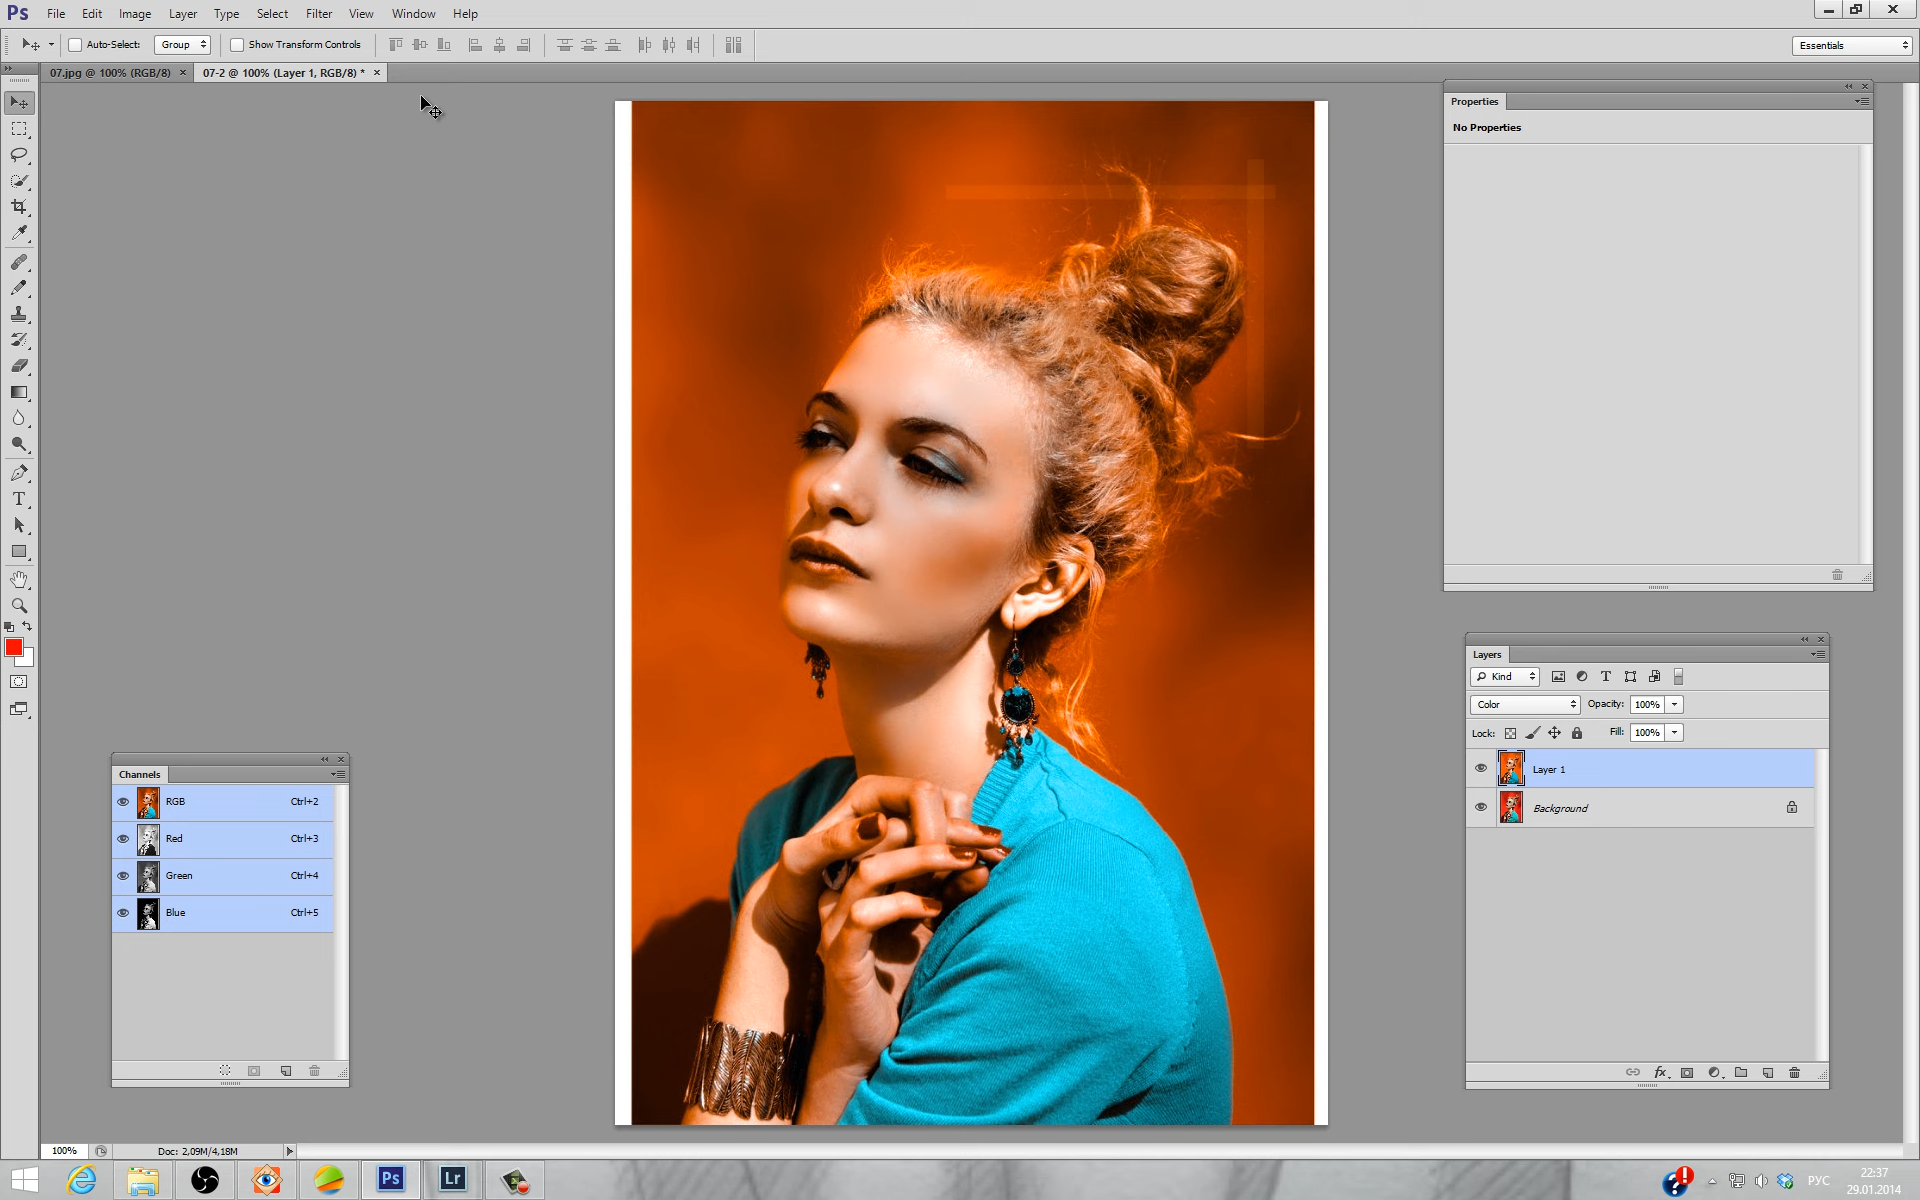 Ps File Edit Image Layer Type Select Filter View Window Help
Auto-Select: Group Show Transform Controls Essentials
07.jpg @ 100% (RGB/8) × 07-2 @ 100% (Layer 1, RGB/8) * ×
Properties
No Properties
T
Layers
Kind T
Color Opacity: 100%
Lock: Fill: 100%
Layer 1
Background
fx
Channels
RGB Ctrl+2
Red Ctrl+3
Green Ctrl+4
Blue Ctrl+5
100% Doc: 2,09M/4,18M
Ps Lr РУС 22:37
29.01.2014